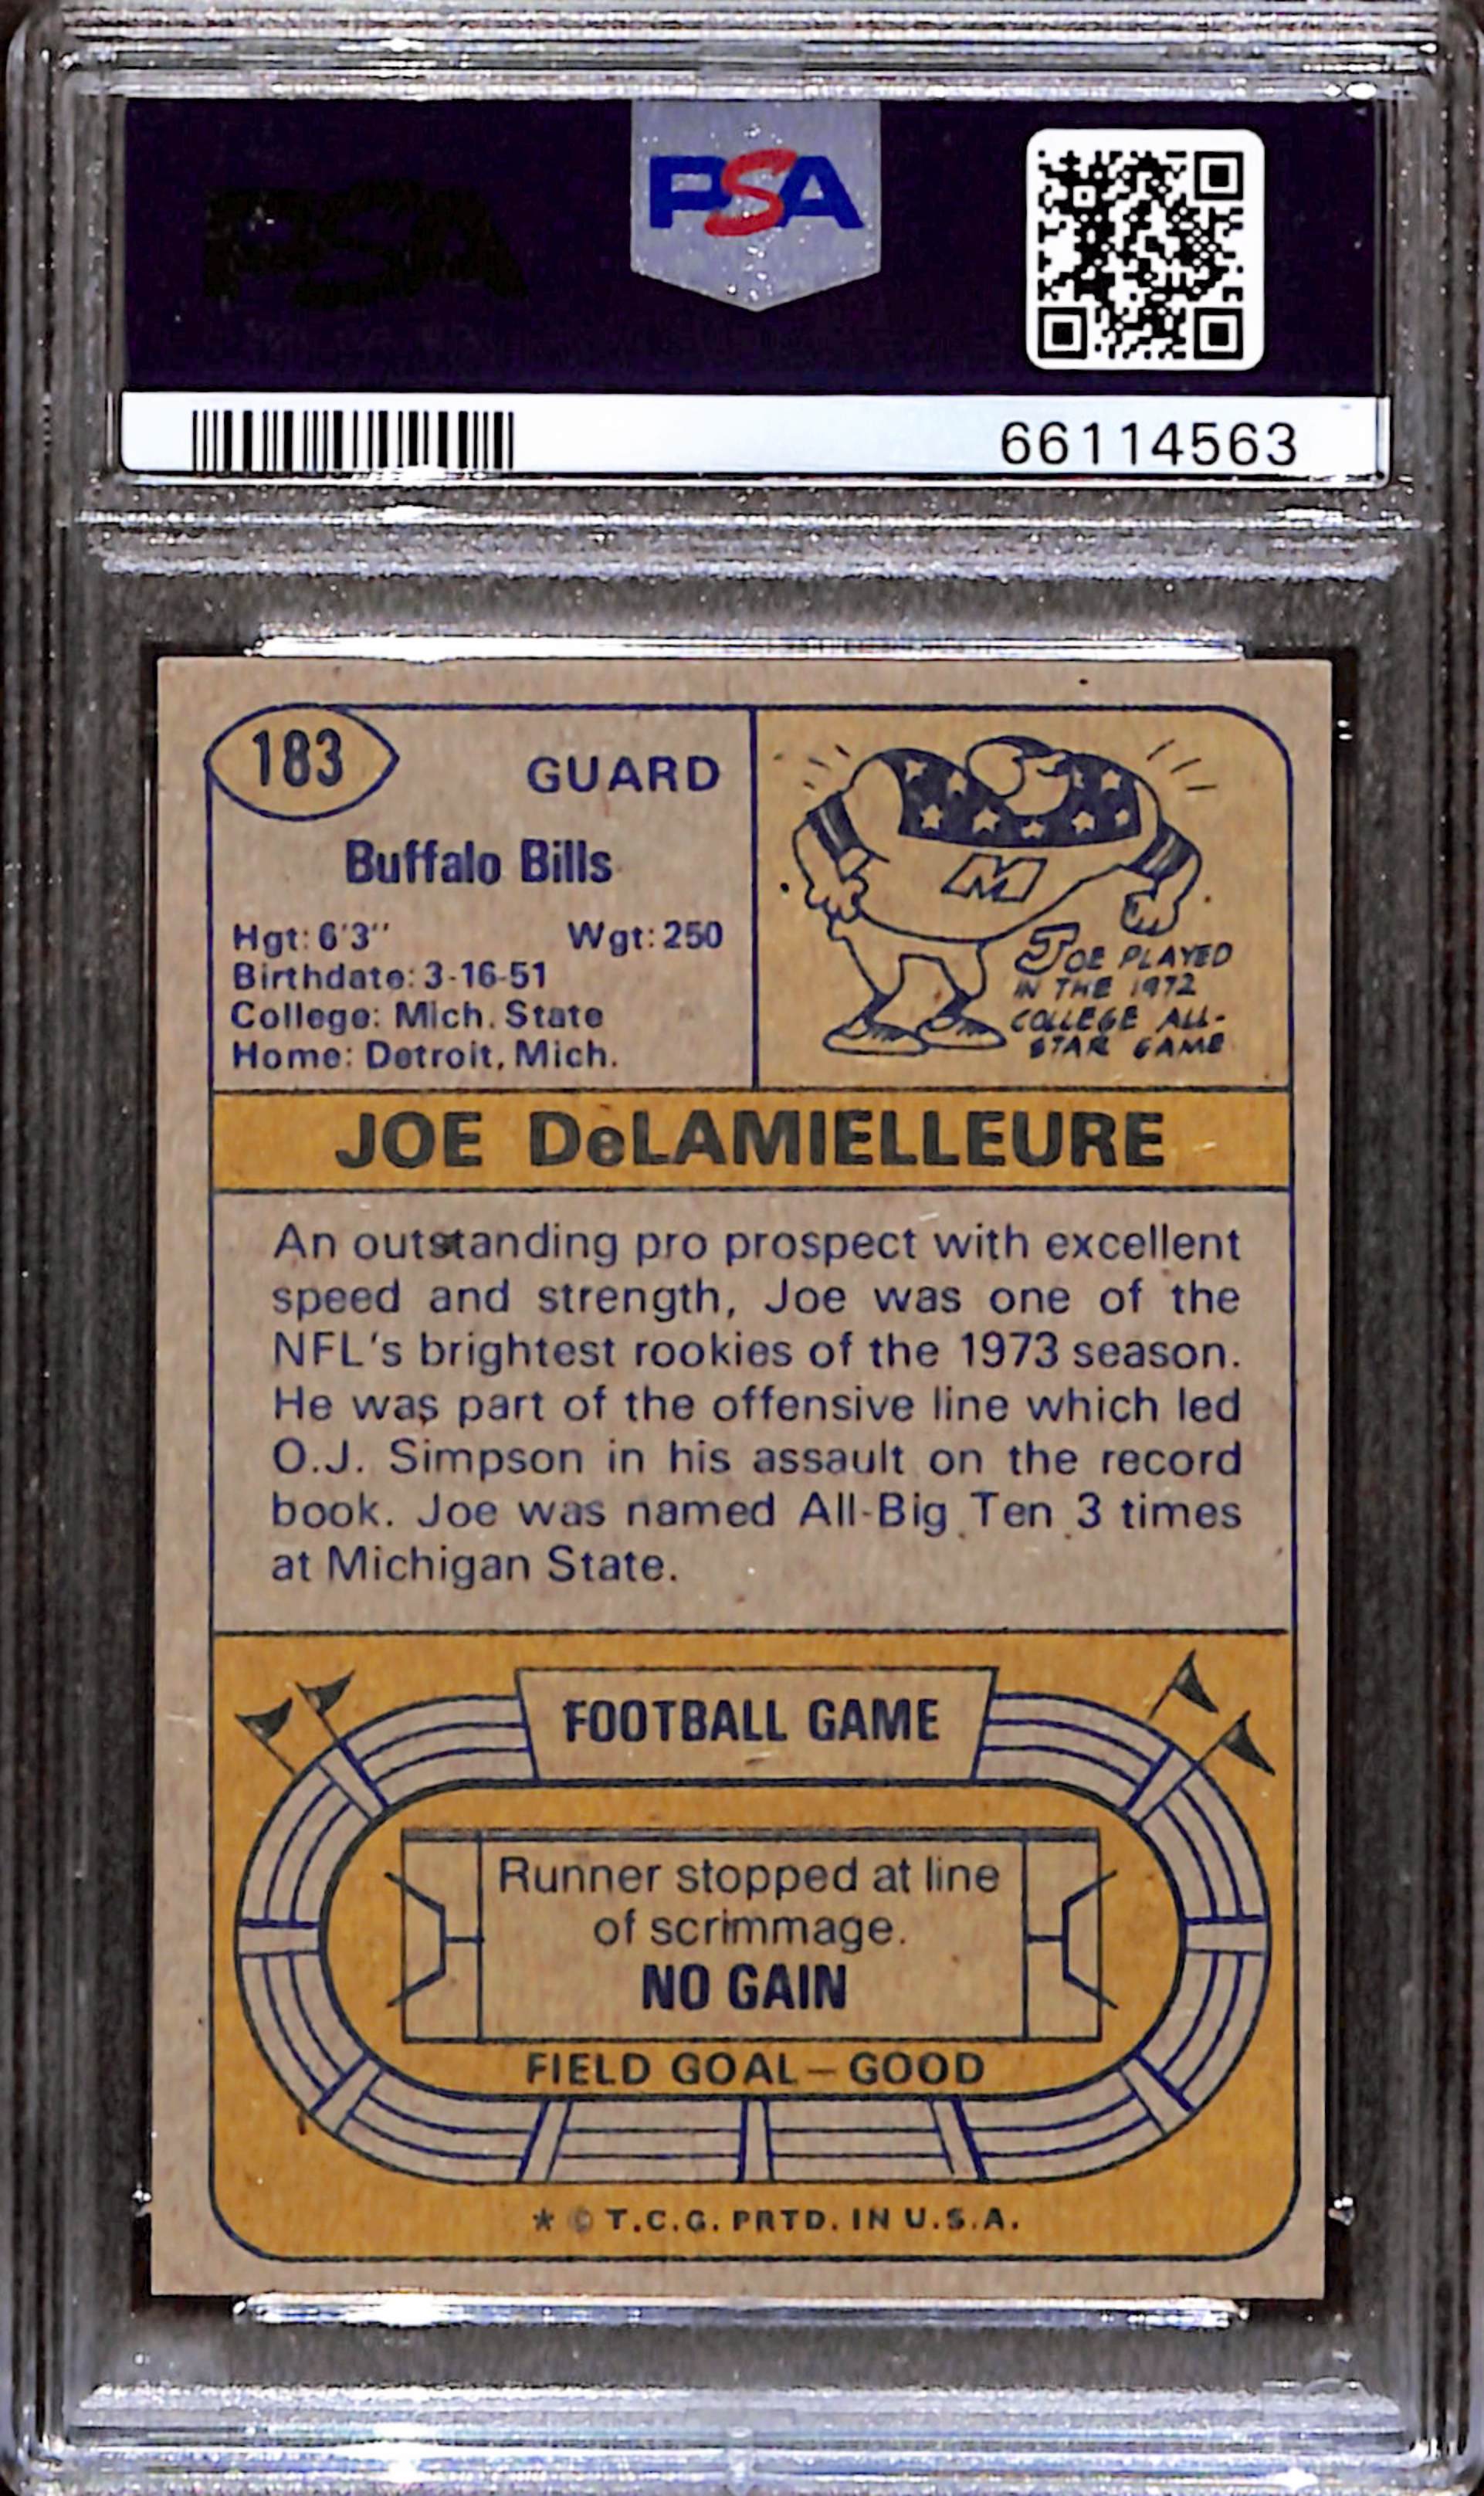 PSA
PSA
66114563
183
GUARD
Buffalo Bills
Hgt: 6'3" Wgt: 250
Birthdate: 3-16-51
College: Mich. State
Home: Detroit, Mich.
M
JOE PLAYED
IN THE 1972
COLLEGE ALL-
STAR GAME
JOE DeLAMIELLEURE
An outstanding pro prospect with excellent
speed and strength, Joe was one of the
NFL's brightest rookies of the 1973 season.
He was part of the offensive line which led
O.J. Simpson in his assault on the record
book. Joe was named All-Big Ten 3 times
at Michigan State.
FOOTBALL GAME
Runner stopped at line
of scrimmage.
NO GAIN
FIELD GOAL – GOOD
* © T.C.G. PRTD. IN U.S.A.